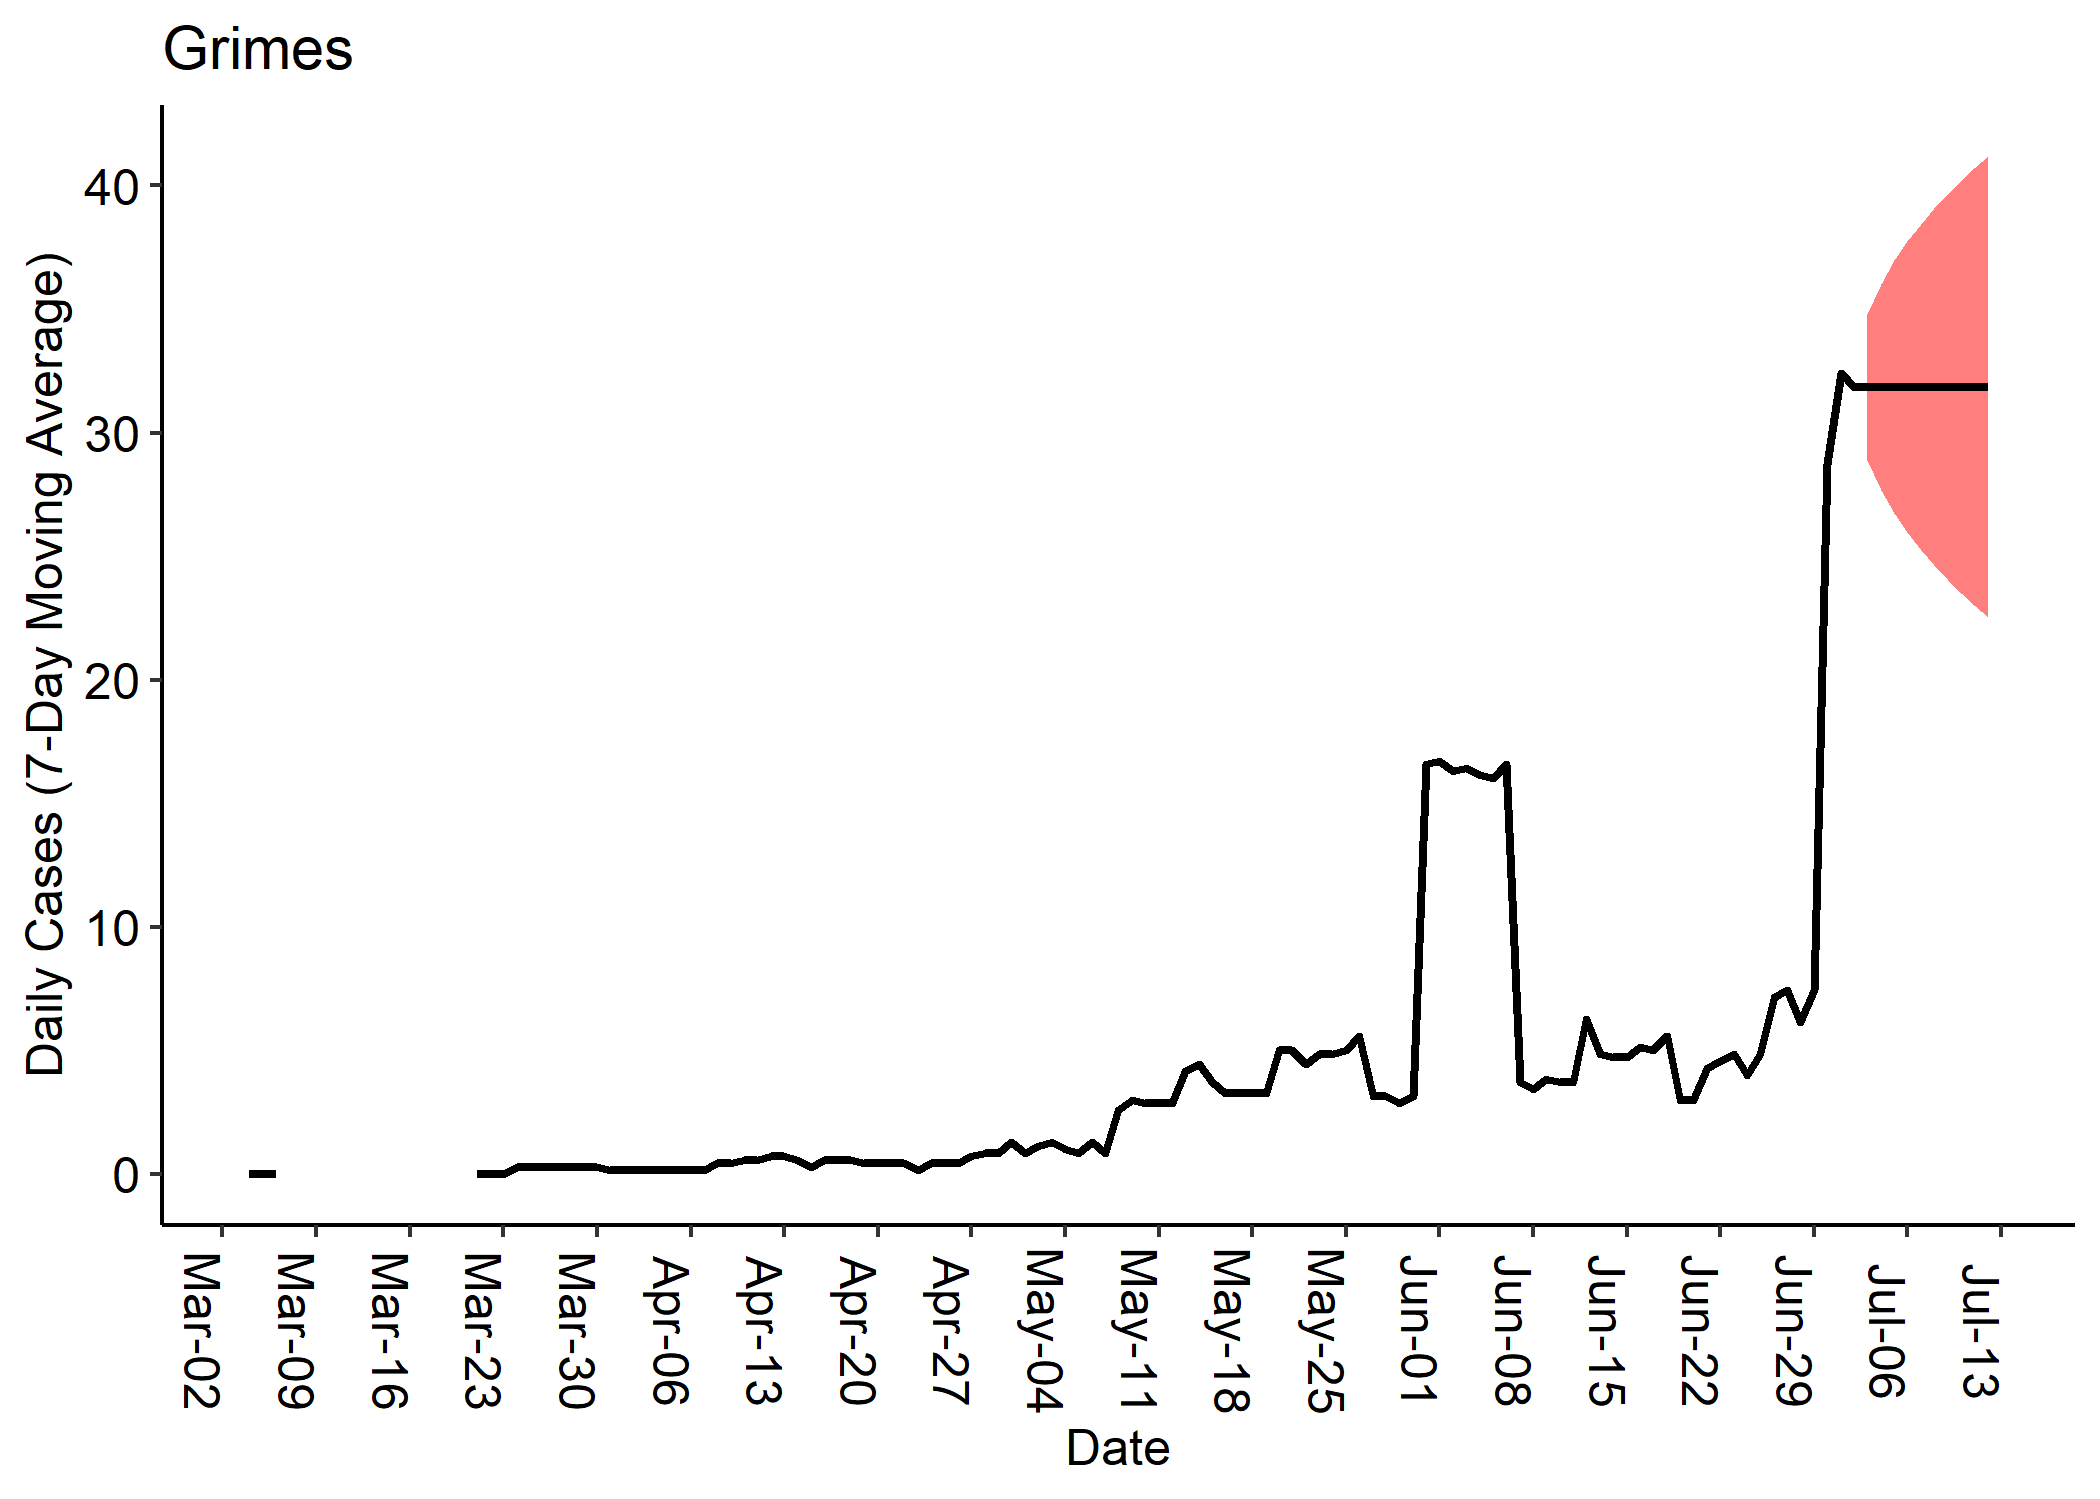 Grimes
Daily Cases (7-Day Moving Average)
40
30
20
10
0
Mar-02
Mar-09
Mar-16
Mar-23
Mar-30
Apr-06
Apr-13
Apr-20
Apr-27
May-04
May-11
May-18
May-25
Jun-01
Jun-08
Jun-15
Jun-22
Jun-29
Jul-06
Jul-13
Date